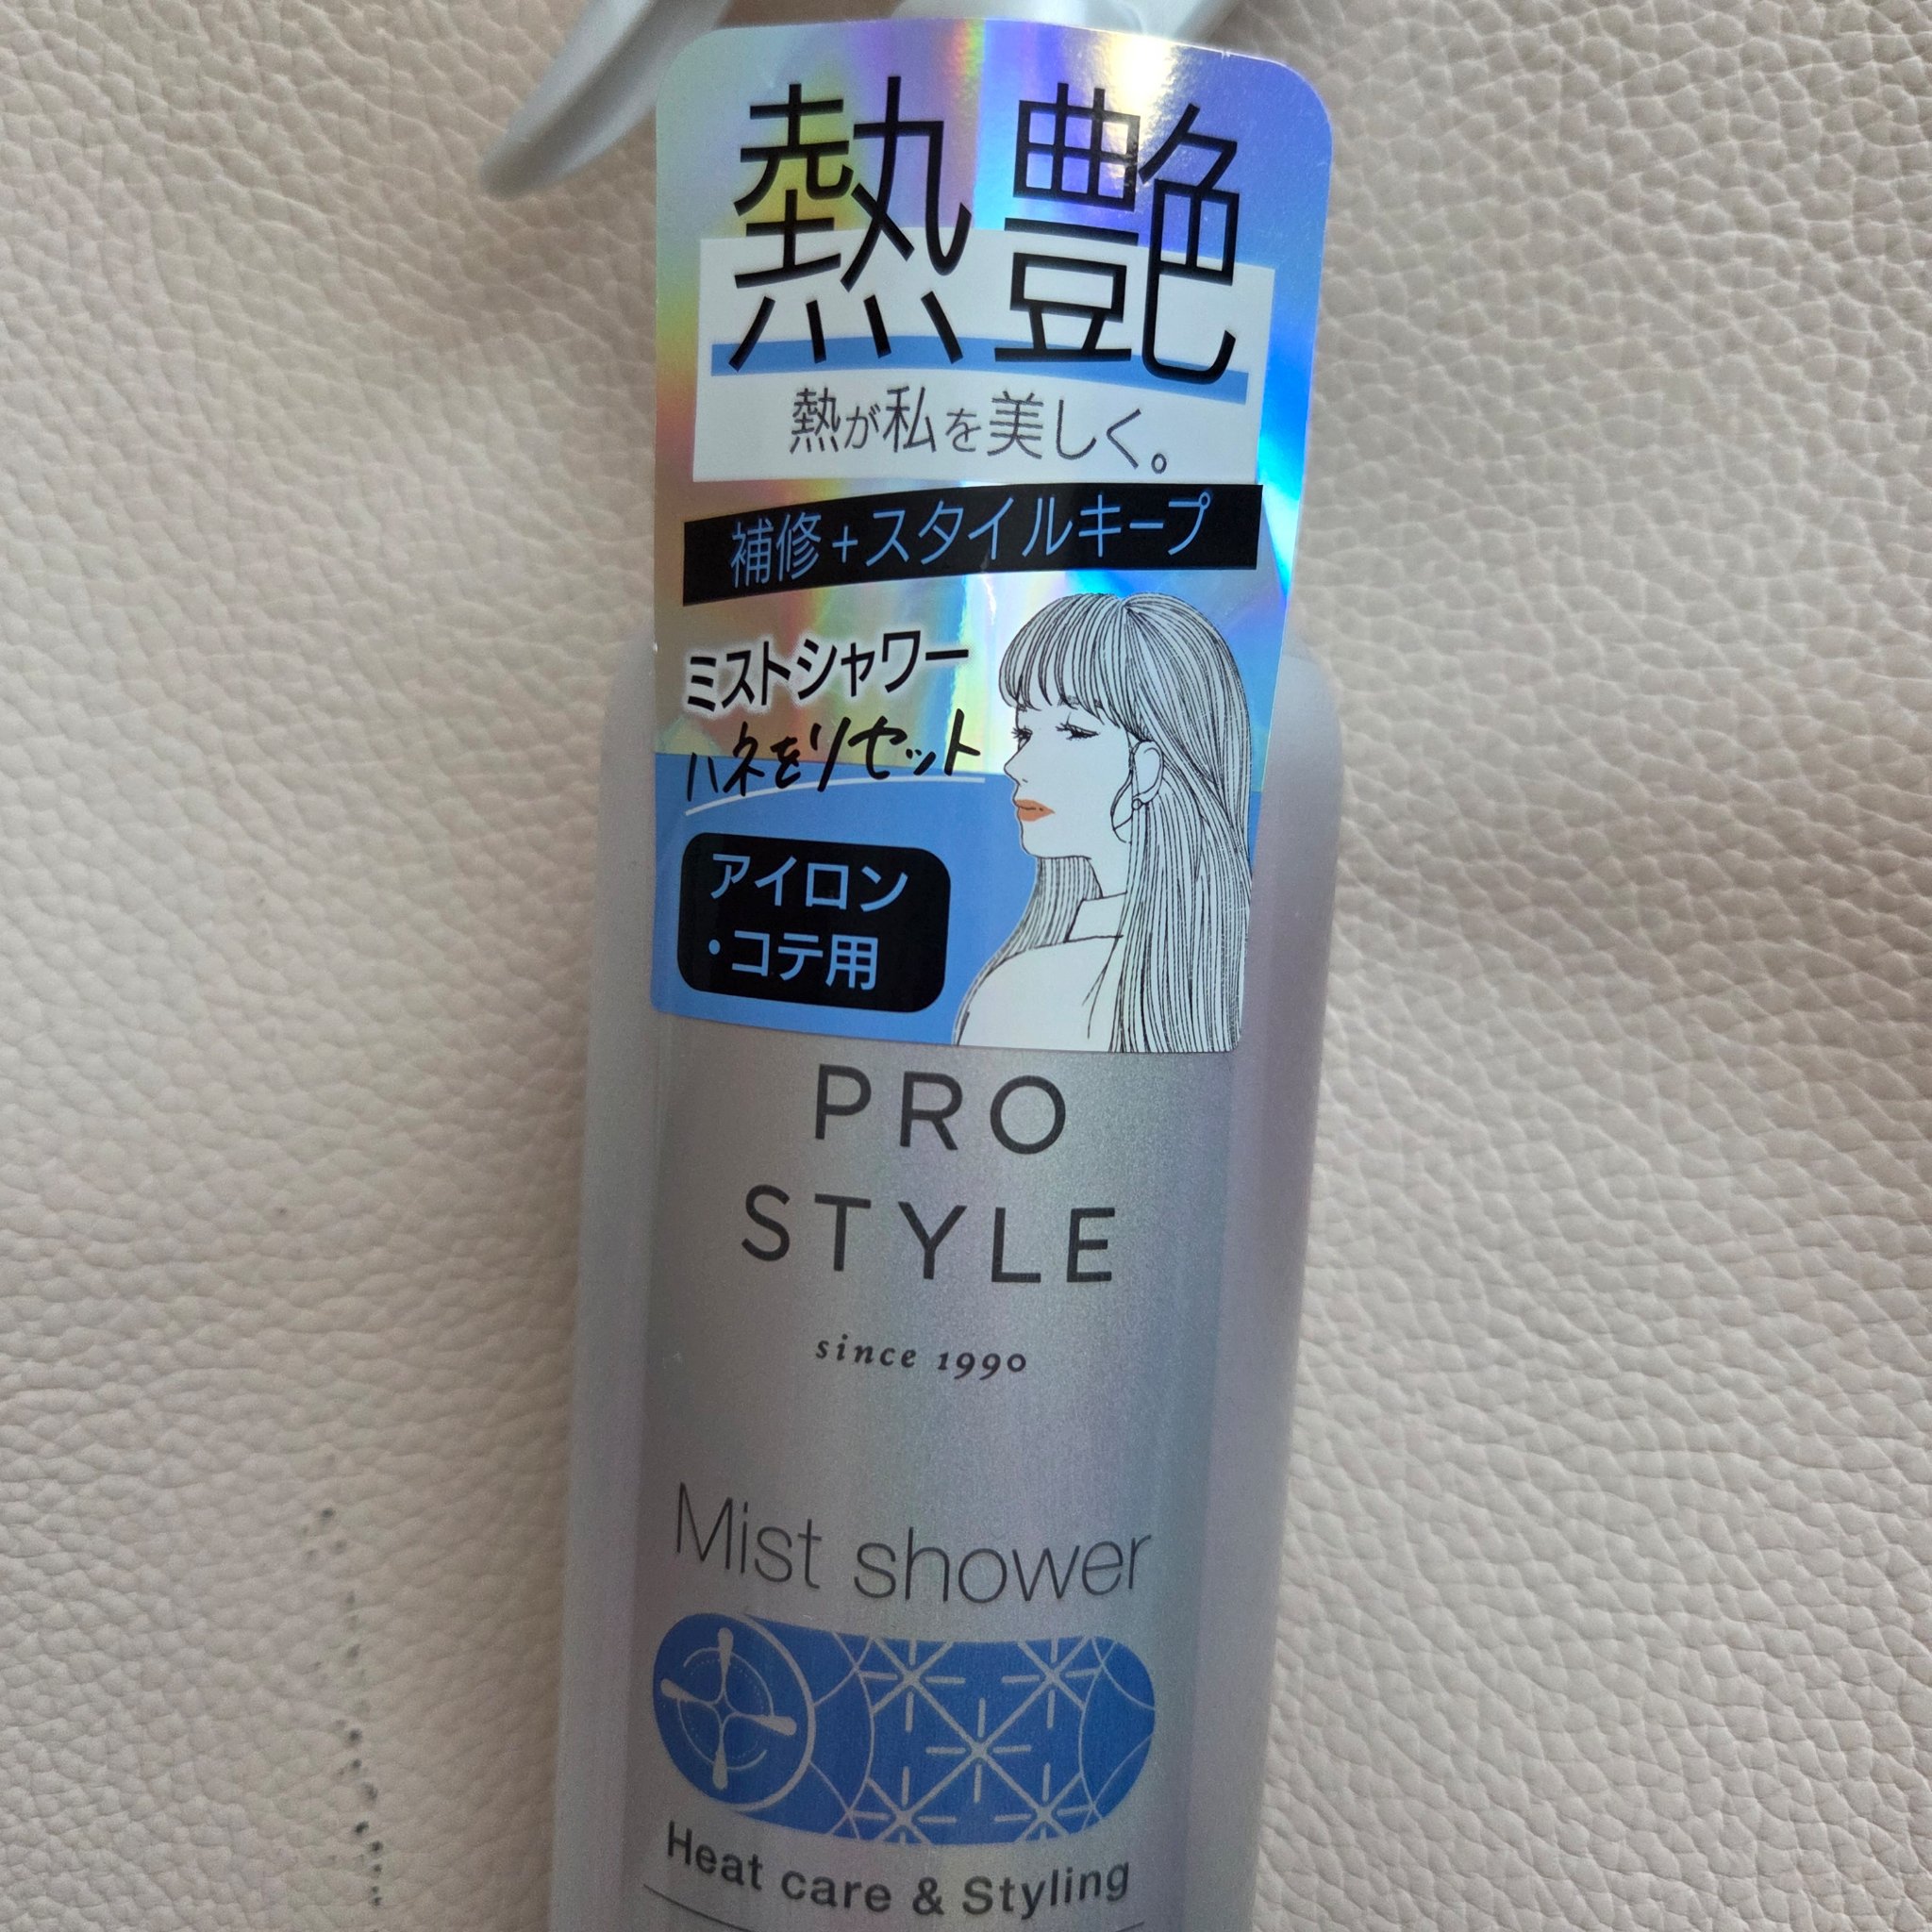 熱艶
熱が私を美しく。
補修+スタイルキープ
ミストシャワー
ハネをリセット
アイロン
・コテ用
PRO
STYLE
since 1990
Mist shower
Heat care & Styling